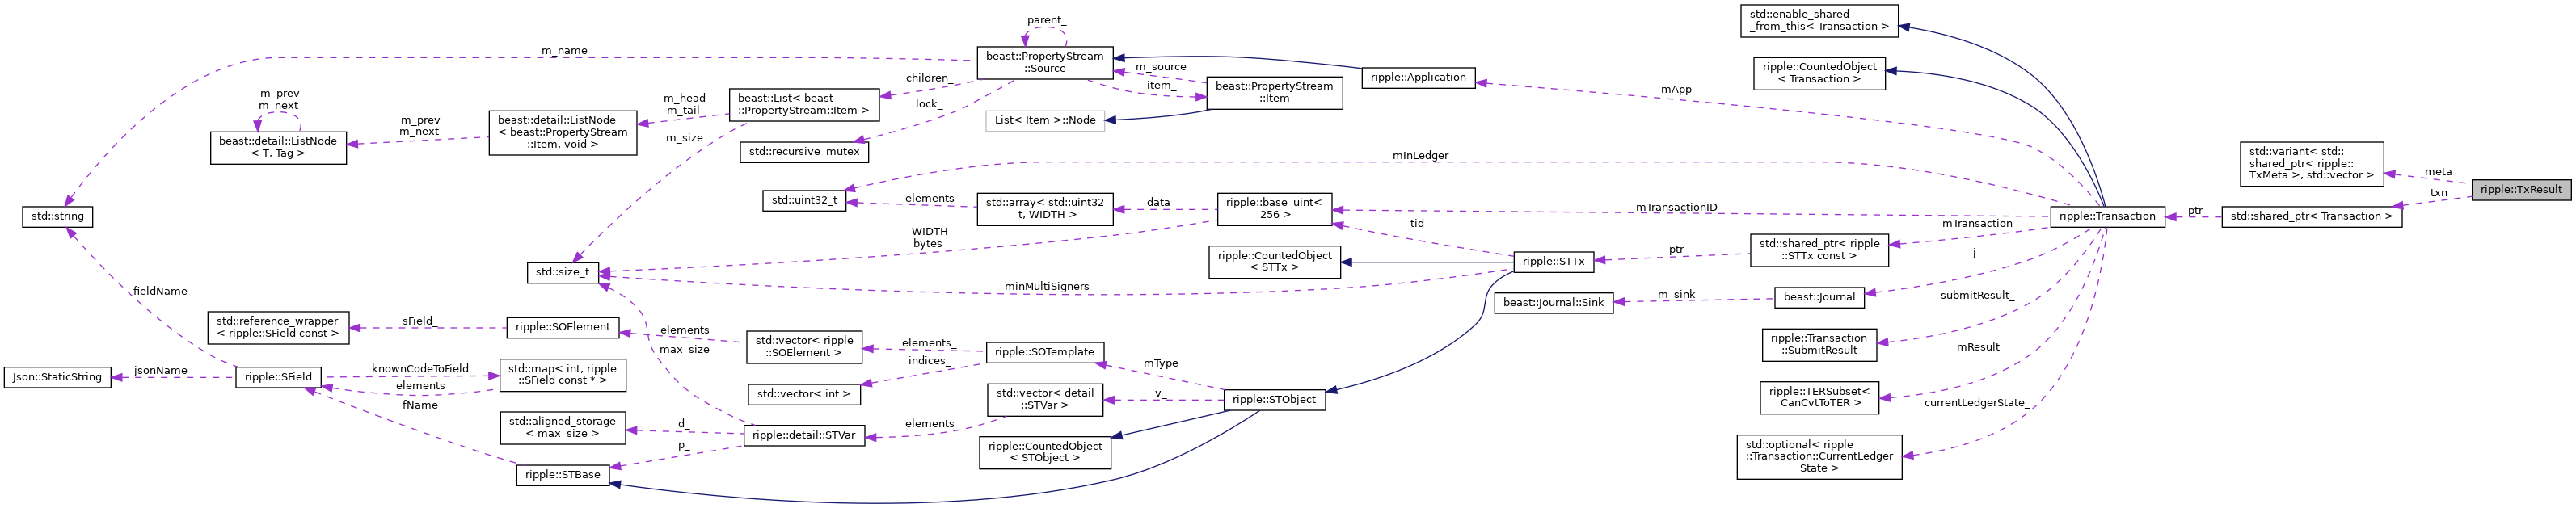 std::enable_shared
_from_this< Transaction >
parent_
m_name
beast::PropertyStream
::Source
m_source
ripple::CountedObject
< Transaction >
ripple::Application
children_
item_
beast::PropertyStream
::Item
mApp
m_prev
m_next
m_head
m_tail
beast::List< beast
::PropertyStream::Item >
lock_
List< Item >::Node
m_prev
m_next
beast::detail::ListNode
< beast::PropertyStream
::Item, void >
beast::detail::ListNode
< T, Tag >
m_size
std::recursive_mutex
mInLedger
std::variant< std::
shared_ptr< ripple::
TxMeta >, std::vector >
meta
ripple::TxResult
txn
std::uint32_t
elements
std::array< std::uint32
_t, WIDTH >
data_
ripple::base_uint<
256 >
mTransactionID
ripple::Transaction
ptr
std::shared_ptr< Transaction >
std::string
tid_
mTransaction
WIDTH
bytes
ripple::CountedObject
< STTx >
ripple::STTx
ptr
std::shared_ptr< ripple
::STTx const >
j_
std::size_t
minMultiSigners
fieldName
beast::Journal::Sink
m_sink
beast::Journal
submitResult_
std::reference_wrapper
< ripple::SField const >
sField_
ripple::SOElement
elements
max_size
std::vector< ripple
::SOElement >
elements_
indices_
ripple::SOTemplate
ripple::Transaction
::SubmitResult
mResult
Json::StaticString
jsonName
ripple::SField
knownCodeToField
elements
fName
std::map< int, ripple
::SField const * >
std::vector< int >
mType
v_
std::vector< detail
::STVar >
ripple::STObject
ripple::TERSubset<
CanCvtToTER >
currentLedgerState_
std::aligned_storage
< max_size >
d_
p_
ripple::detail::STVar
elements
ripple::CountedObject
< STObject >
std::optional< ripple
::Transaction::CurrentLedger
State >
ripple::STBase